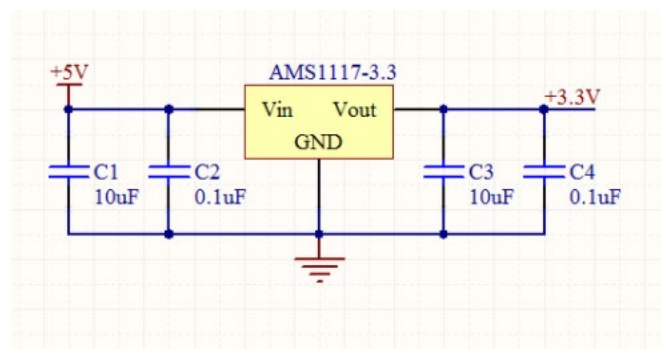 AMS1117-3.3
+5V
+3.3V
Vin Vout
GND
C1
10uF
C2
0.1uF
C3
10uF
C4
0.1uF